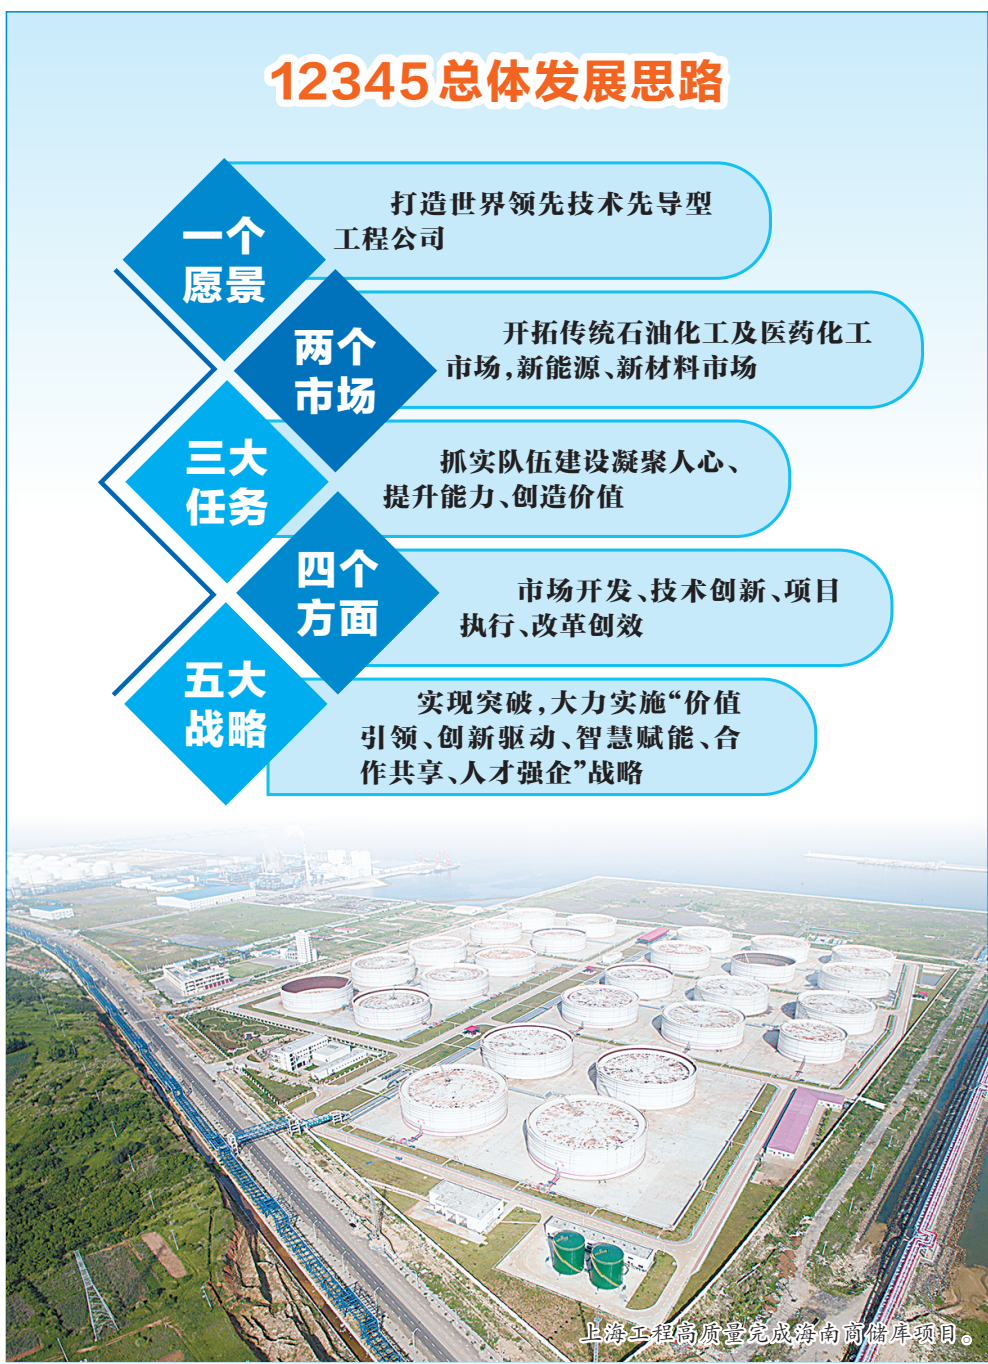 12345总体发展思路
一个
愿景
打造世界领先技术先导型
工程公司
两个
市场
开拓传统石油化工及医药化工
市场，新能源、新材料市场
三大
任务
抓实队伍建设凝聚人心、
提升能力、创造价值
四个
方面
市场开发、技术创新、项目
执行、改革创效
五大
战略
实现突破，大力实施“价值
引领、创新驱动、智慧赋能、合
作共享、人才强企”战略
上海工程高质量完成海南商储库项目。